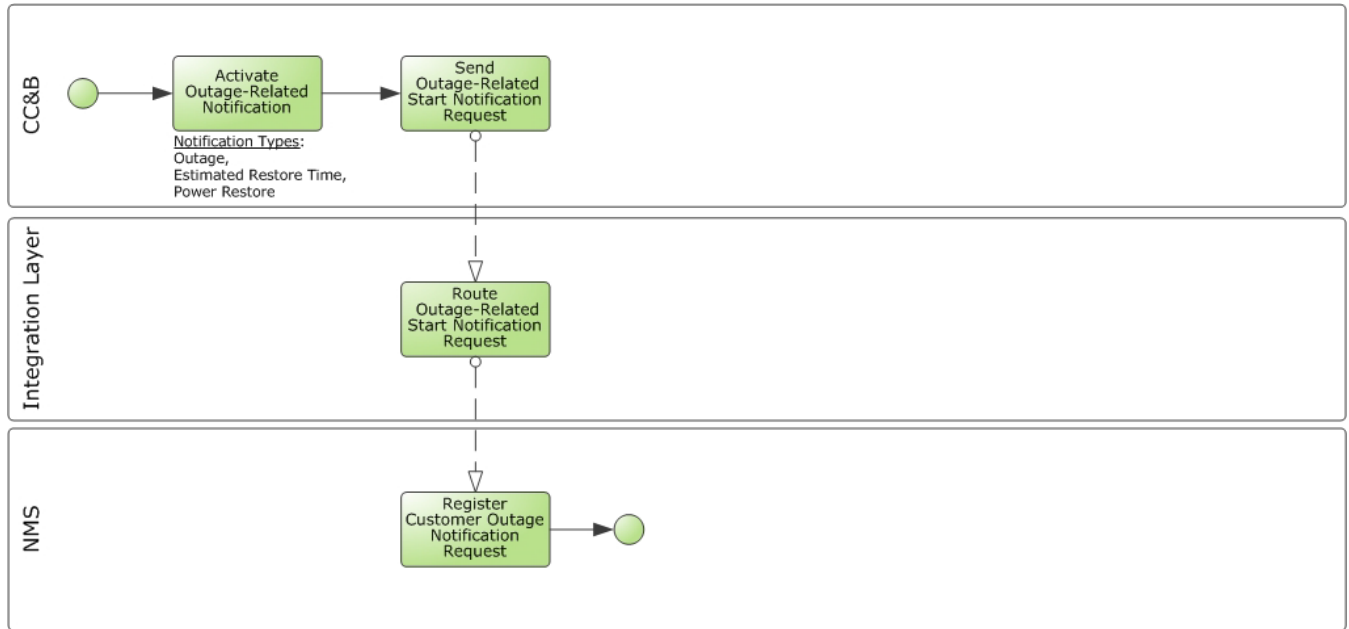 CC&B
Activate
Outage-Related
Notification
Notification Types:
Outage,
Estimated Restore Time,
Power Restore
Send
Outage-Related
Start Notification
Request
Integration Layer
Route
Outage-Related
Start Notification
Request
NMS
Register
Customer Outage
Notification
Request